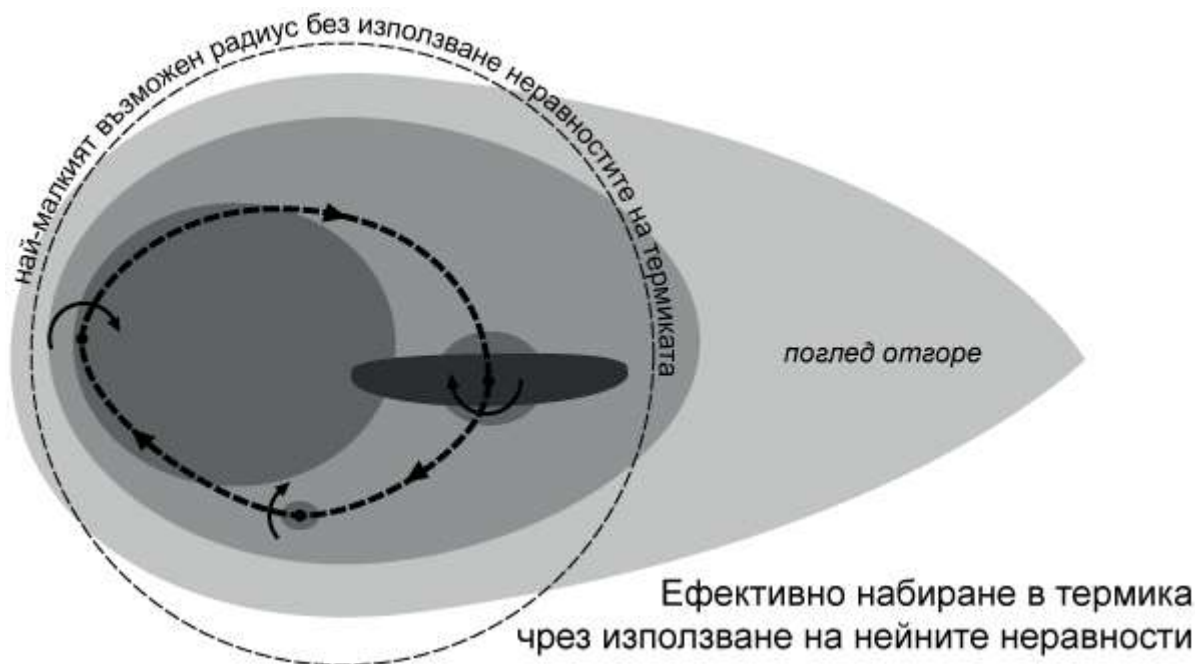 най-малкият възможен радиус без използване неравностите на термиката
поглед отгоре
Ефективно набиране в термика
чрез използване на нейните неравности